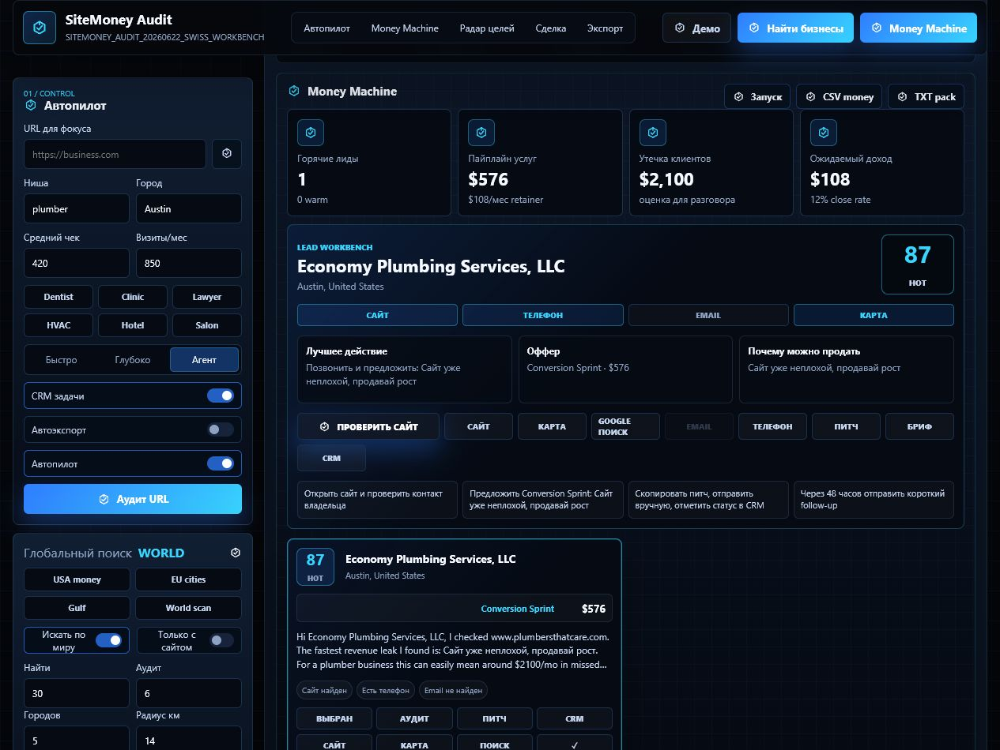 SiteMoney Audit
SITEMONEY_AUDIT_20260622_SWISS_WORKBENCH
Автопилот
Money Machine
Радар целей
Сделка
Экспорт
Демо
Найти бизнесы
Money Machine
01 / CONTROL
Автопилот
URL для фокуса
https://business.com
Ниша
Город
plumber
Austin
Средний чек
Визиты/мес
420
850
Dentist
Clinic
Lawyer
HVAC
Hotel
Salon
Быстро
Глубоко
Агент
CRM задачи
Автоэкспорт
Автопилот
Аудит URL
Глобальный поиск WORLD
USA money
EU cities
Gulf
World scan
Искать по
миру
Только с
сайтом
Найти
Аудит
30
6
Городов
Радиус км
5
14
Money Machine
Запуск
CSV money
TXT pack
Горячие лиды
1
0 warm
Пайплайн услуг
$576
$108/мес retainer
Утечка клиентов
$2,100
оценка для разговора
Ожидаемый доход
$108
12% close rate
LEAD WORKBENCH
Economy Plumbing Services, LLC
Austin, United States
87
HOT
САЙТ
ТЕЛЕФОН
EMAIL
КАРТА
Лучшее действие
Позвонить и предложить: Сайт уже
неплохой, продавай рост
Оффер
Conversion Sprint · $576
Почему можно продать
Сайт уже неплохой, продавай рост
ПРОВЕРИТЬ САЙТ
САЙТ
КАРТА
GOOGLE
ПОИСК
EMAIL
ТЕЛЕФОН
ПИТЧ
БРИФ
CRM
Открыть сайт и проверить контакт
владельца
Предложить Conversion Sprint: Сайт
уже неплохой, продавай рост
Скопировать питч, отправить
вручную, отметить статус в CRM
Через 48 часов отправить короткий
follow-up
87
HOT
Economy Plumbing Services, LLC
Austin, United States
Conversion Sprint
$576
Hi Economy Plumbing Services, LLC, I checked www.plumbersthatcare.com.
The fastest revenue leak I found is: Сайт уже неплохой, продавай рост.
For a plumber business this can easily mean around $2100/mo in missed...
Сайт найден
Есть телефон
Email не найден
ВЫБРАН
АУДИТ
ПИТЧ
CRM
САЙТ
КАРТА
ПОИСК
✓